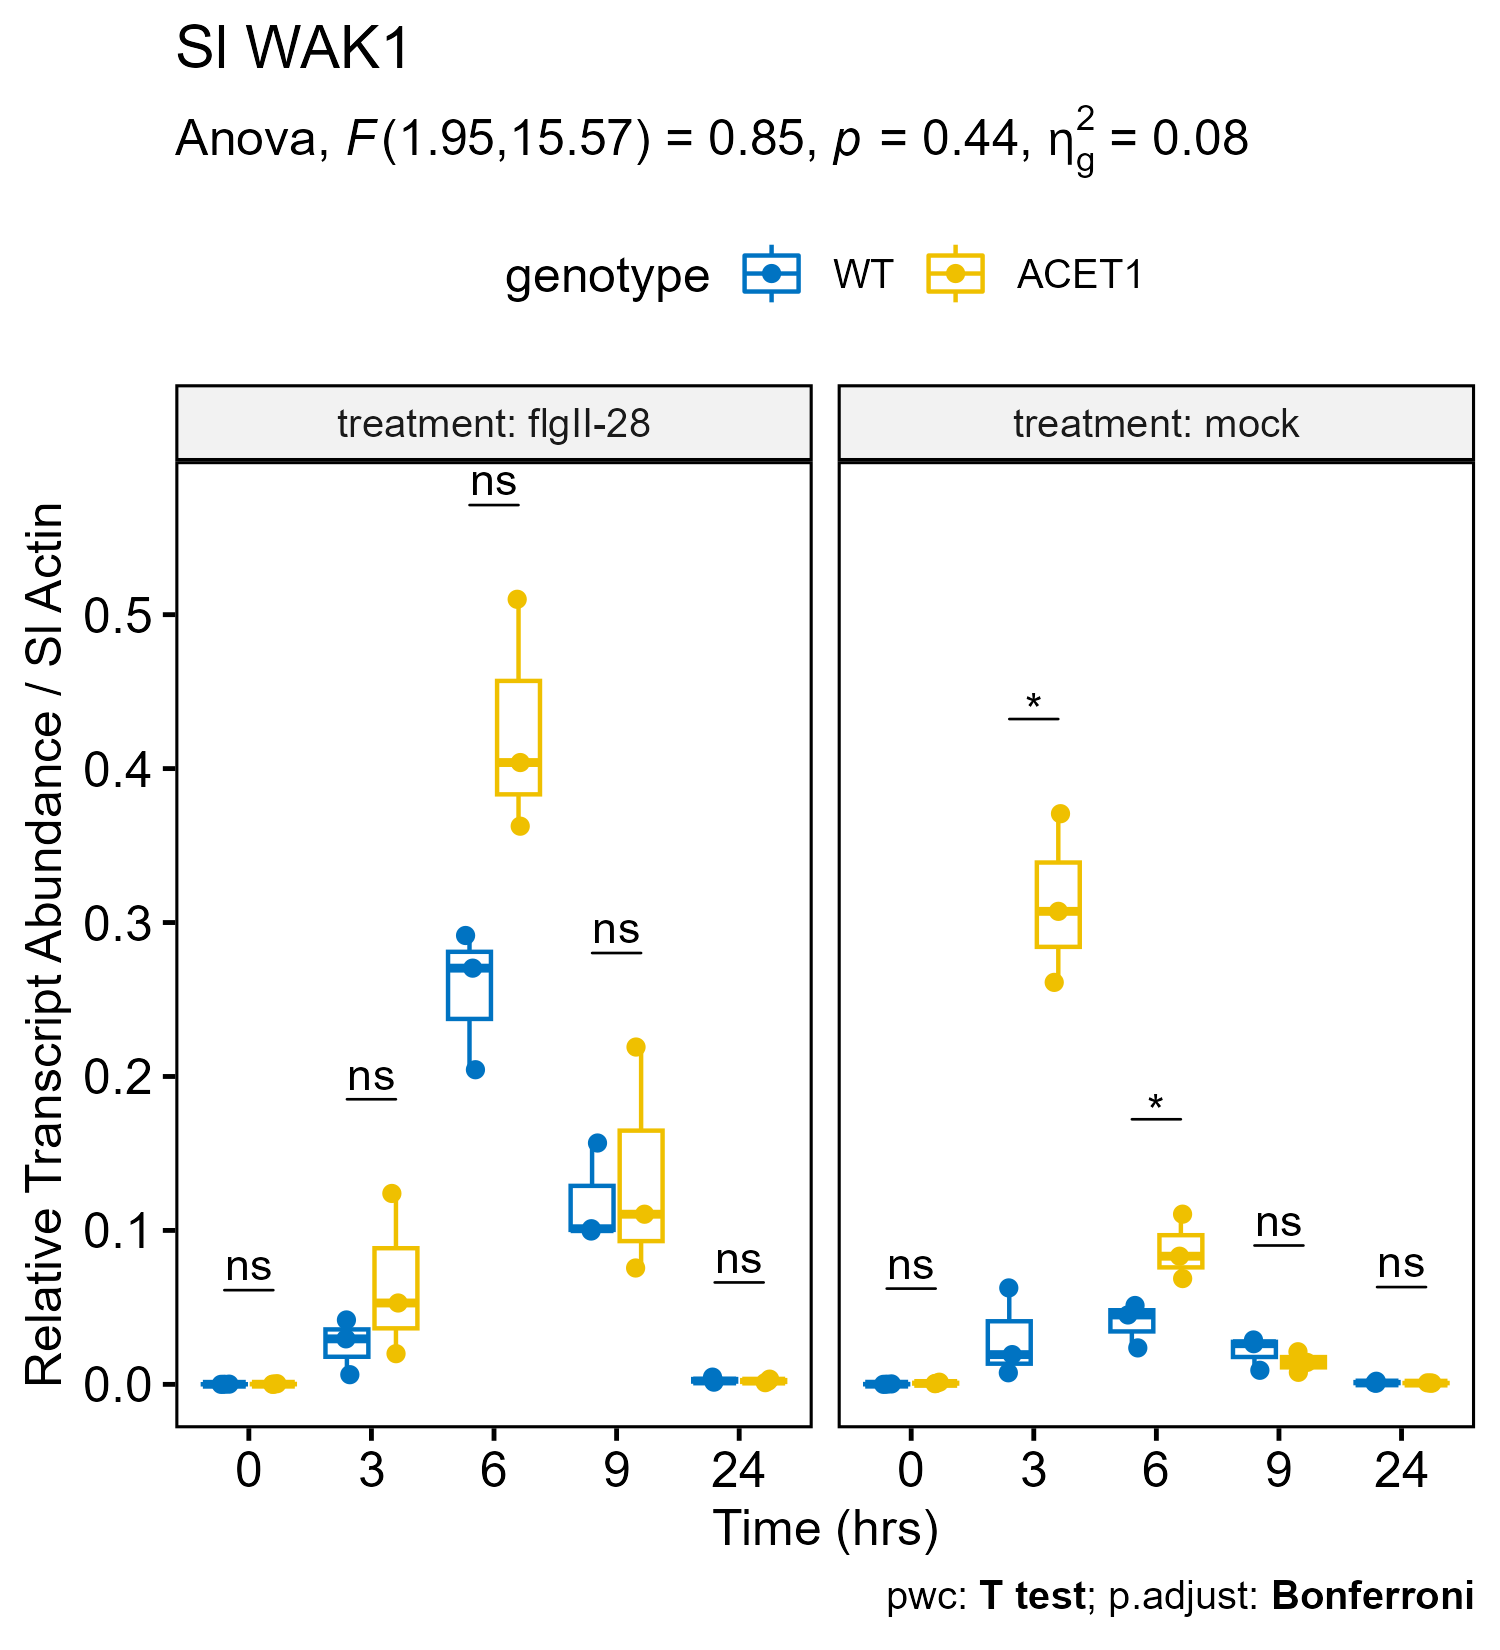 Sl WAK1
Anova, F(1.95,15.57) = 0.85, p = 0.44, η²g = 0.08
genotype WT ACET1
treatment: flgII-28
treatment: mock
Relative Transcript Abundance / Sl Actin
0.5
0.4
0.3
0.2
0.1
0.0
ns
ns
ns
ns
ns
ns
*
*
ns
ns
0 3 6 9 24
0 3 6 9 24
Time (hrs)
pwc: T test; p.adjust: Bonferroni